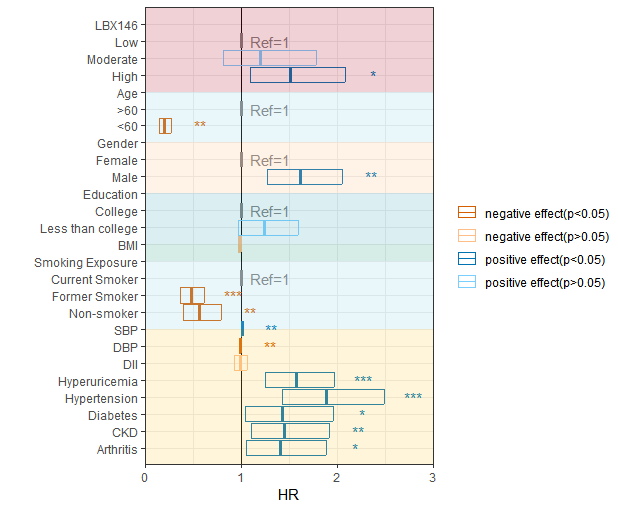 LBX146
Low Ref=1
Moderate
High *
Age
>60 Ref=1
<60 **
Gender
Female Ref=1
Male **
Education
College Ref=1
Less than college
BMI
Smoking Exposure
Current Smoker Ref=1
Former Smoker ***
Non-smoker **
SBP **
DBP **
DII
Hyperuricemia ***
Hypertension ***
Diabetes *
CKD **
Arthritis *
0 1 2 3
HR
negative effect(p<0.05)
negative effect(p>0.05)
positive effect(p<0.05)
positive effect(p>0.05)